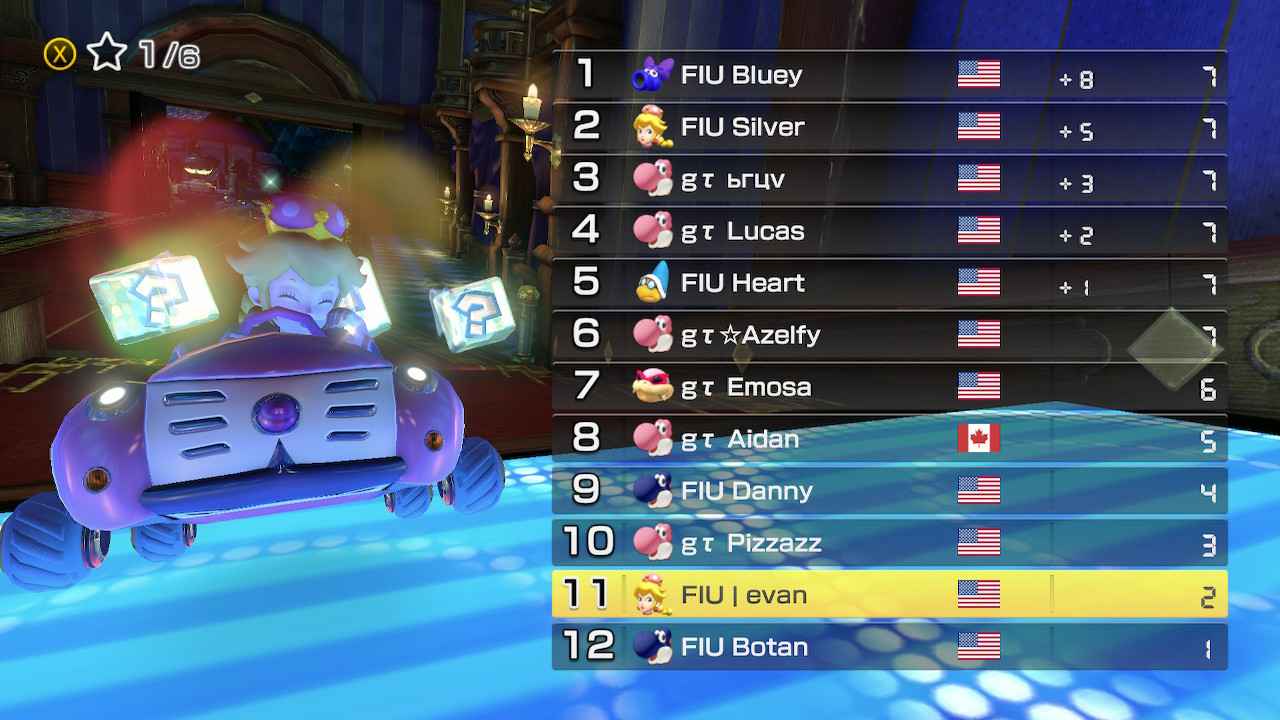 X ☆ 1/6
1 FIU Bluey +8 7
2 FIU Silver +5 7
3 gτ ьгцv +3 7
4 gτ Lucas +2 7
5 FIU Heart +1 7
6 gτ☆Azelfy 7
7 gτ Emosa 6
8 gτ Aidan 5
9 FIU Danny 4
10 gτ Pizzazz 3
11 FIU | evan 2
12 FIU Botan 1